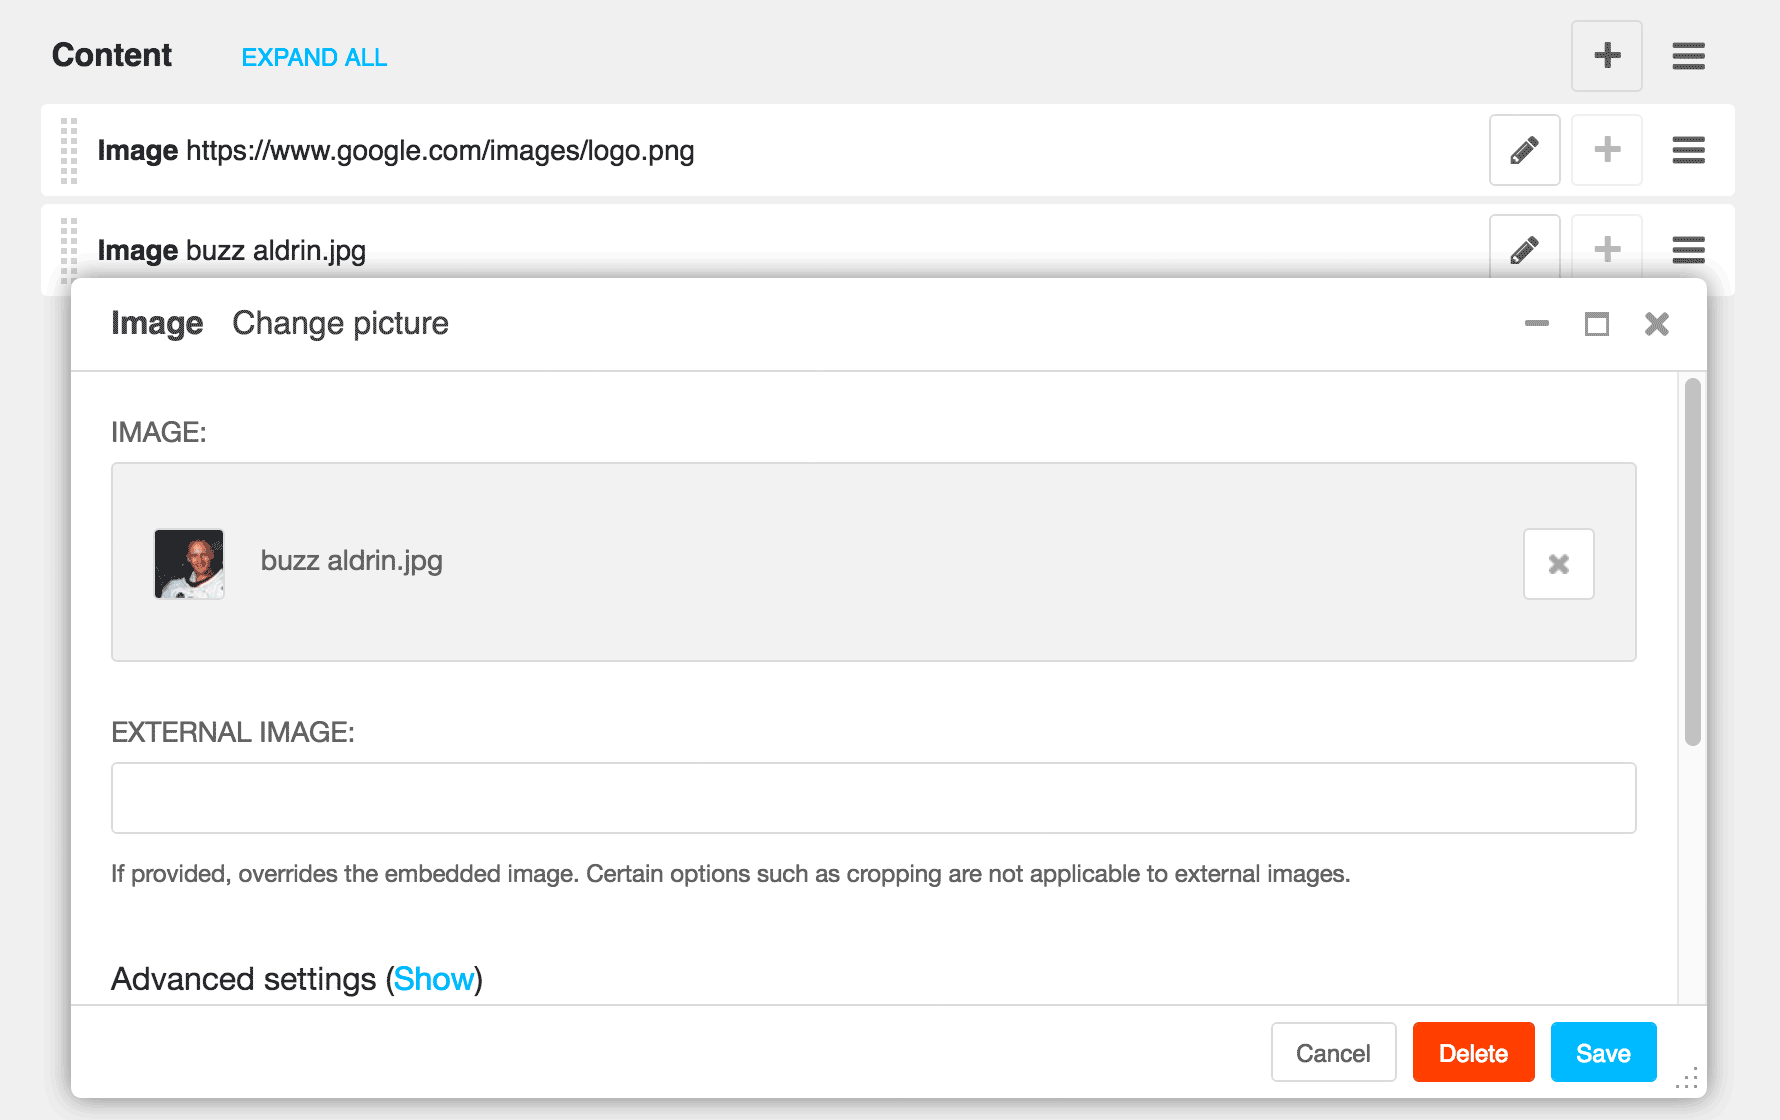 Content EXPAND ALL
Image https://www.google.com/images/logo.png
Image buzz aldrin.jpg
Image Change picture
IMAGE:
buzz aldrin.jpg
EXTERNAL IMAGE:
If provided, overrides the embedded image. Certain options such as cropping are not applicable to external images.
Advanced settings (Show)
Cancel Delete Save